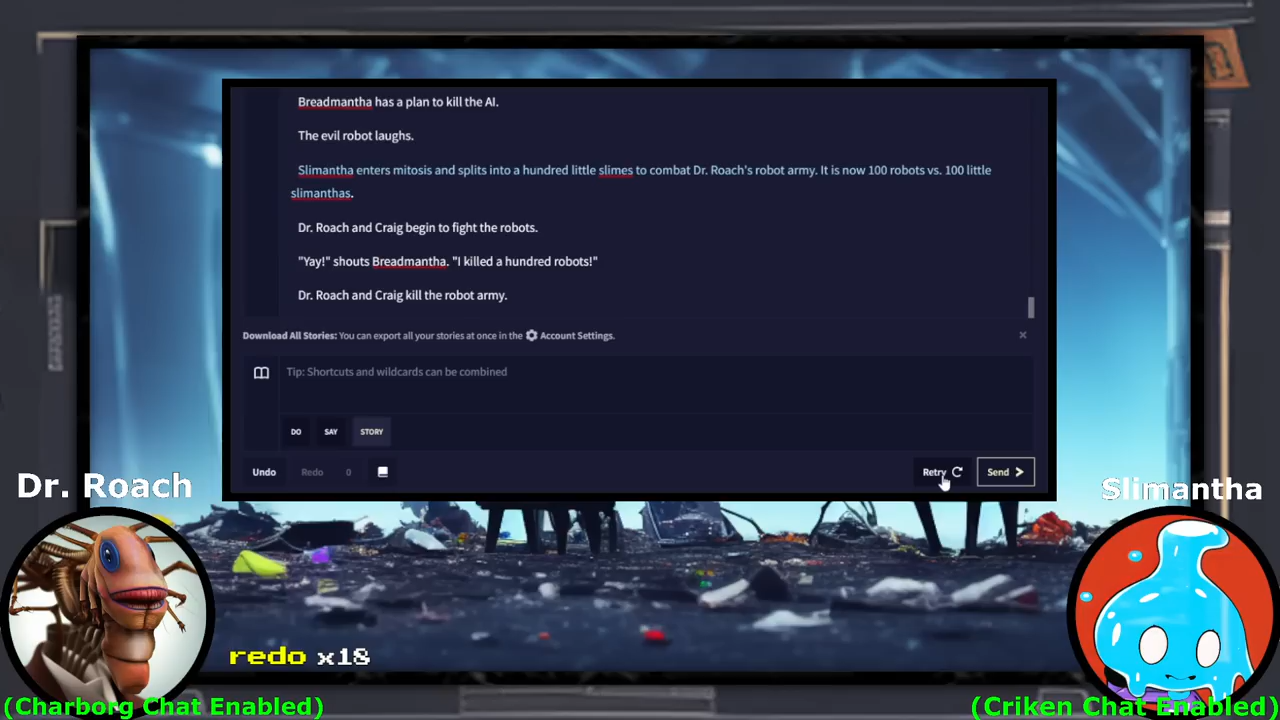 Breadmantha has a plan to kill the AI.
The evil robot laughs.
Slimantha enters mitosis and splits into a hundred little slimes to combat Dr. Roach's robot army. It is now 100 robots vs. 100 little
slimanthas.
Dr. Roach and Craig begin to fight the robots.
"Yay!" shouts Breadmantha. "I killed a hundred robots!"
Dr. Roach and Craig kill the robot army.
Download All Stories: You can export all your stories at once in the Account Settings.
Tip: Shortcuts and wildcards can be combined
DO SAY STORY
Undo Redo 0 Retry Send
Dr. Roach
Slimantha
redo x18
(Charborg Chat Enabled)
(Criken Chat Enabled)